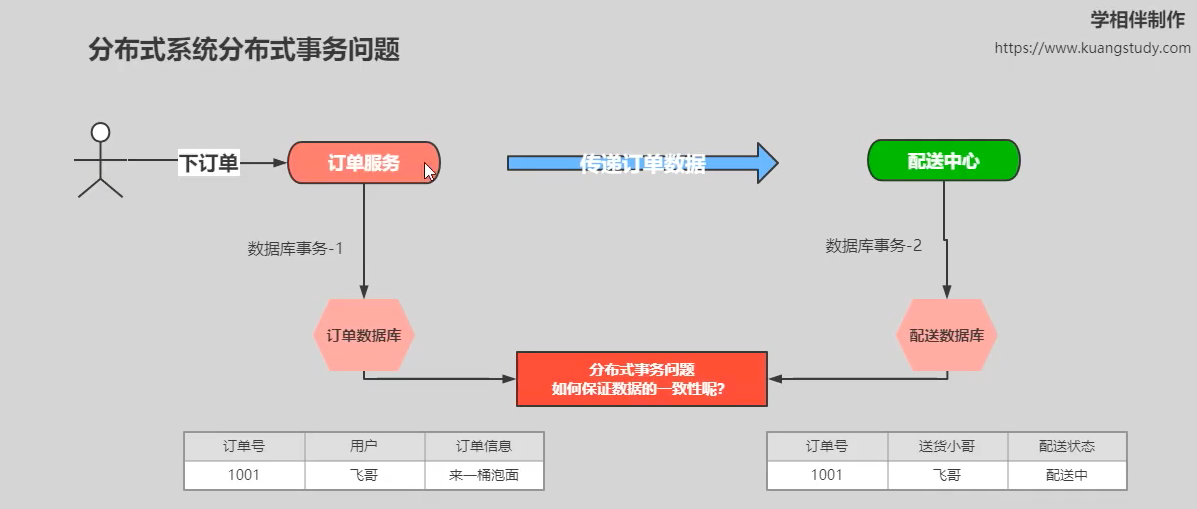 学相伴制作
分布式系统分布式事务问题
https://www.kuangstudy.com
下订单
订单服务
传递订单数据
配送中心
数据库事务-1
数据库事务-2
订单数据库
配送数据库
分布式事务问题
如何保证数据的一致性呢?
订单号 用户 订单信息
1001 飞哥 来一桶泡面
订单号 送货小哥 配送状态
1001 飞哥 配送中